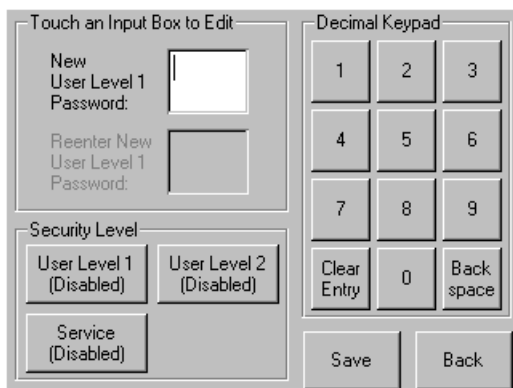 Touch an Input Box to Edit
New
User Level 1
Password:
Reenter New
User Level 1
Password:
Security Level
User Level 1
(Disabled)
User Level 2
(Disabled)
Service
(Disabled)
Decimal Keypad
1 2 3
4 5 6
7 8 9
Clear
Entry
0
Back
space
Save
Back